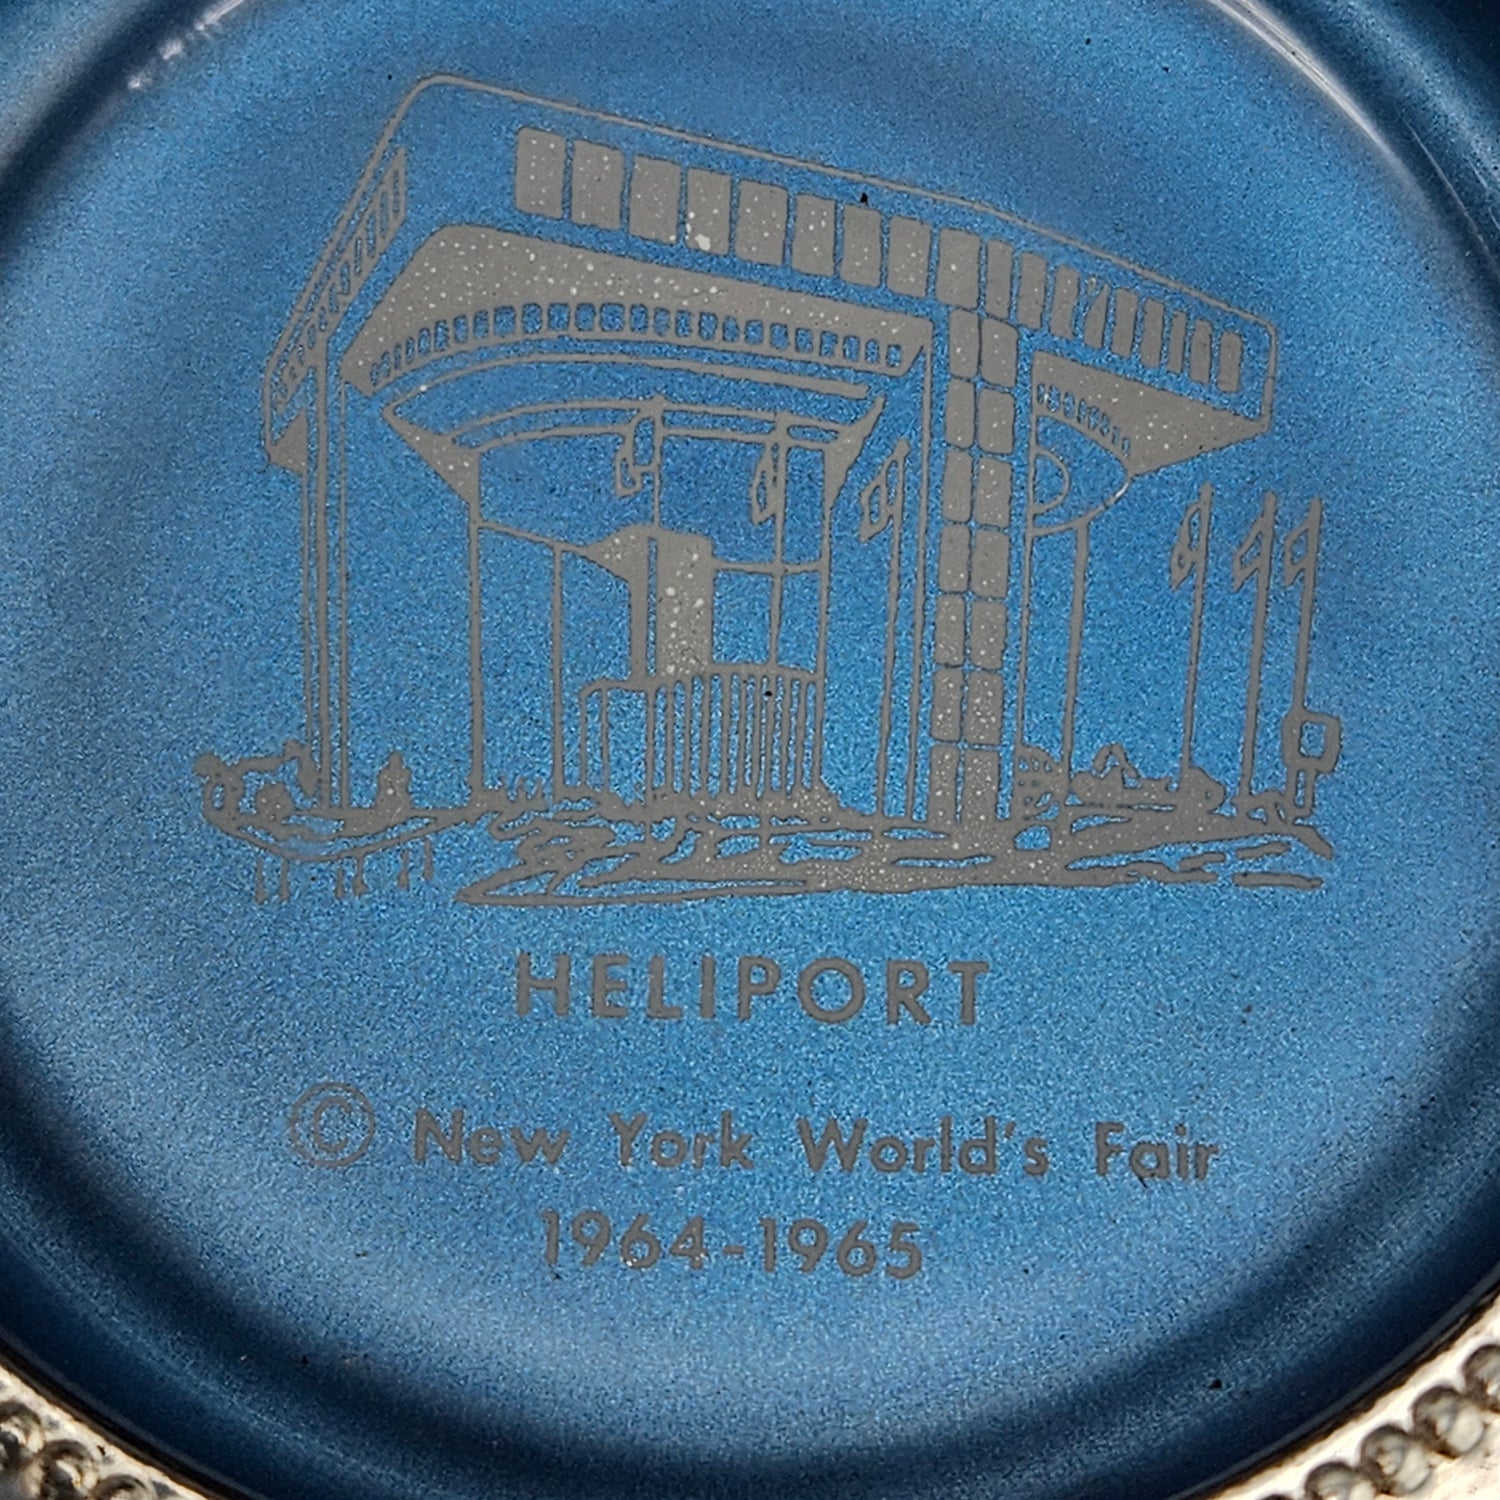 HELIPORT
© New York World's Fair
1964-1965